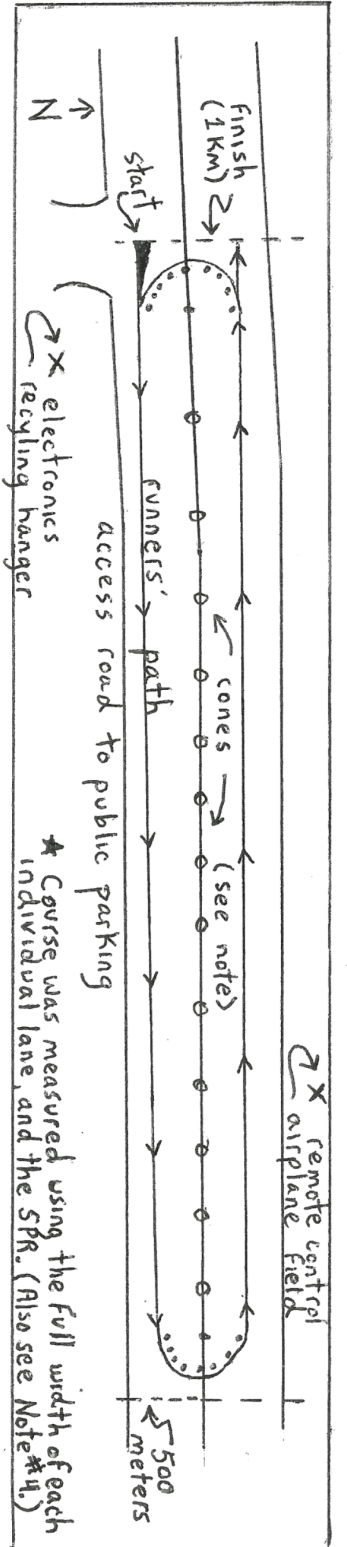 finish
(1KM)
start
N
X electronics
recyling hanger
runners' path
access road to public parking
cones
(see note)
X remote control
airplane field
500
meters
* Course was measured using the full width of each
individual lane, and the SPR. (Also see Note #4.)